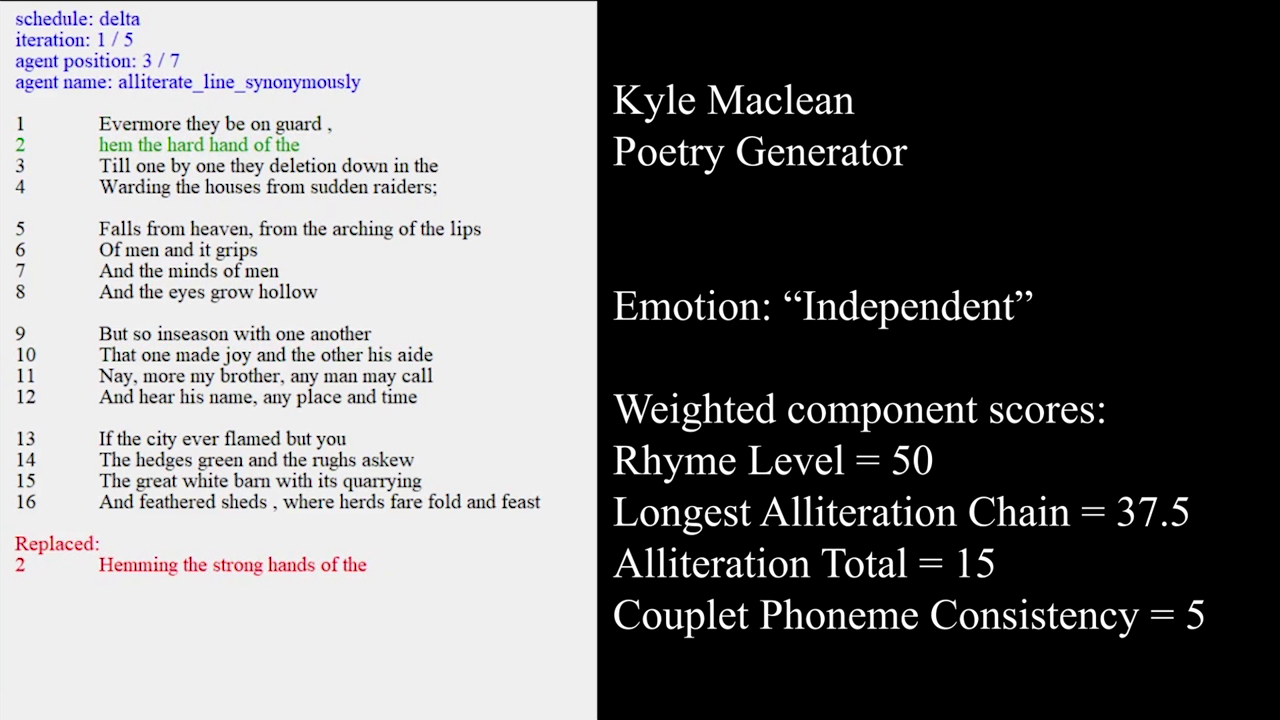 schedule: delta
iteration: 1 / 5
agent position: 3 / 7
agent name: alliterate_line_synonymously
1 Evermore they be on guard ,
2 hem the hard hand of the
3 Till one by one they deletion down in the
4 Warding the houses from sudden raiders;
5 Falls from heaven, from the arching of the lips
6 Of men and it grips
7 And the minds of men
8 And the eyes grow hollow
9 But so inseason with one another
10 That one made joy and the other his aide
11 Nay, more my brother, any man may call
12 And hear his name, any place and time
13 If the city ever flamed but you
14 The hedges green and the rughs askew
15 The great white barn with its quarrying
16 And feathered sheds , where herds fare fold and feast
Replaced:
2 Hemming the strong hands of the
Kyle Maclean
Poetry Generator
Emotion: “Independent”
Weighted component scores:
Rhyme Level = 50
Longest Alliteration Chain = 37.5
Alliteration Total = 15
Couplet Phoneme Consistency = 5